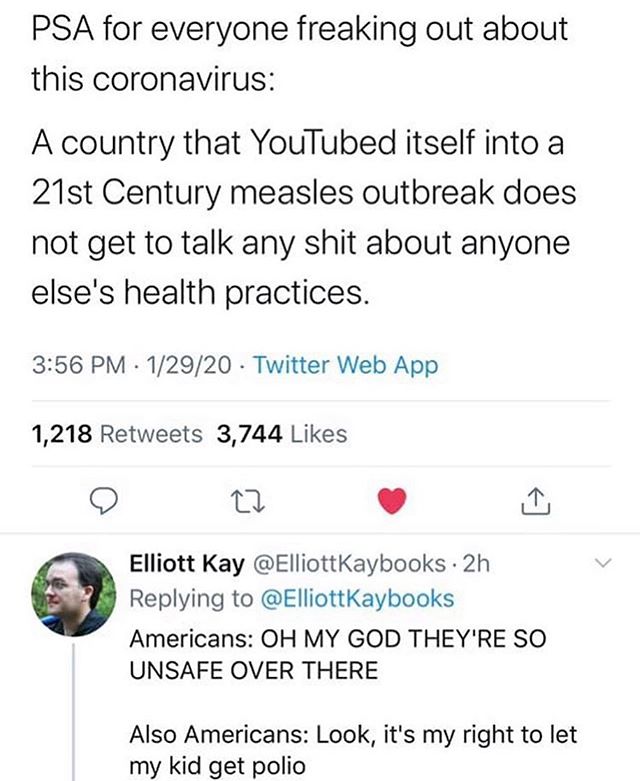 PSA for everyone freaking out about
this coronavirus:
A country that YouTubed itself into a
21st Century measles outbreak does
not get to talk any shit about anyone
else's health practices.
3:56 PM · 1/29/20 · Twitter Web App
1,218 Retweets 3,744 Likes
Elliott Kay @ElliottKaybooks · 2h
Replying to @ElliottKaybooks
Americans: OH MY GOD THEY'RE SO
UNSAFE OVER THERE
Also Americans: Look, it's my right to let
my kid get polio